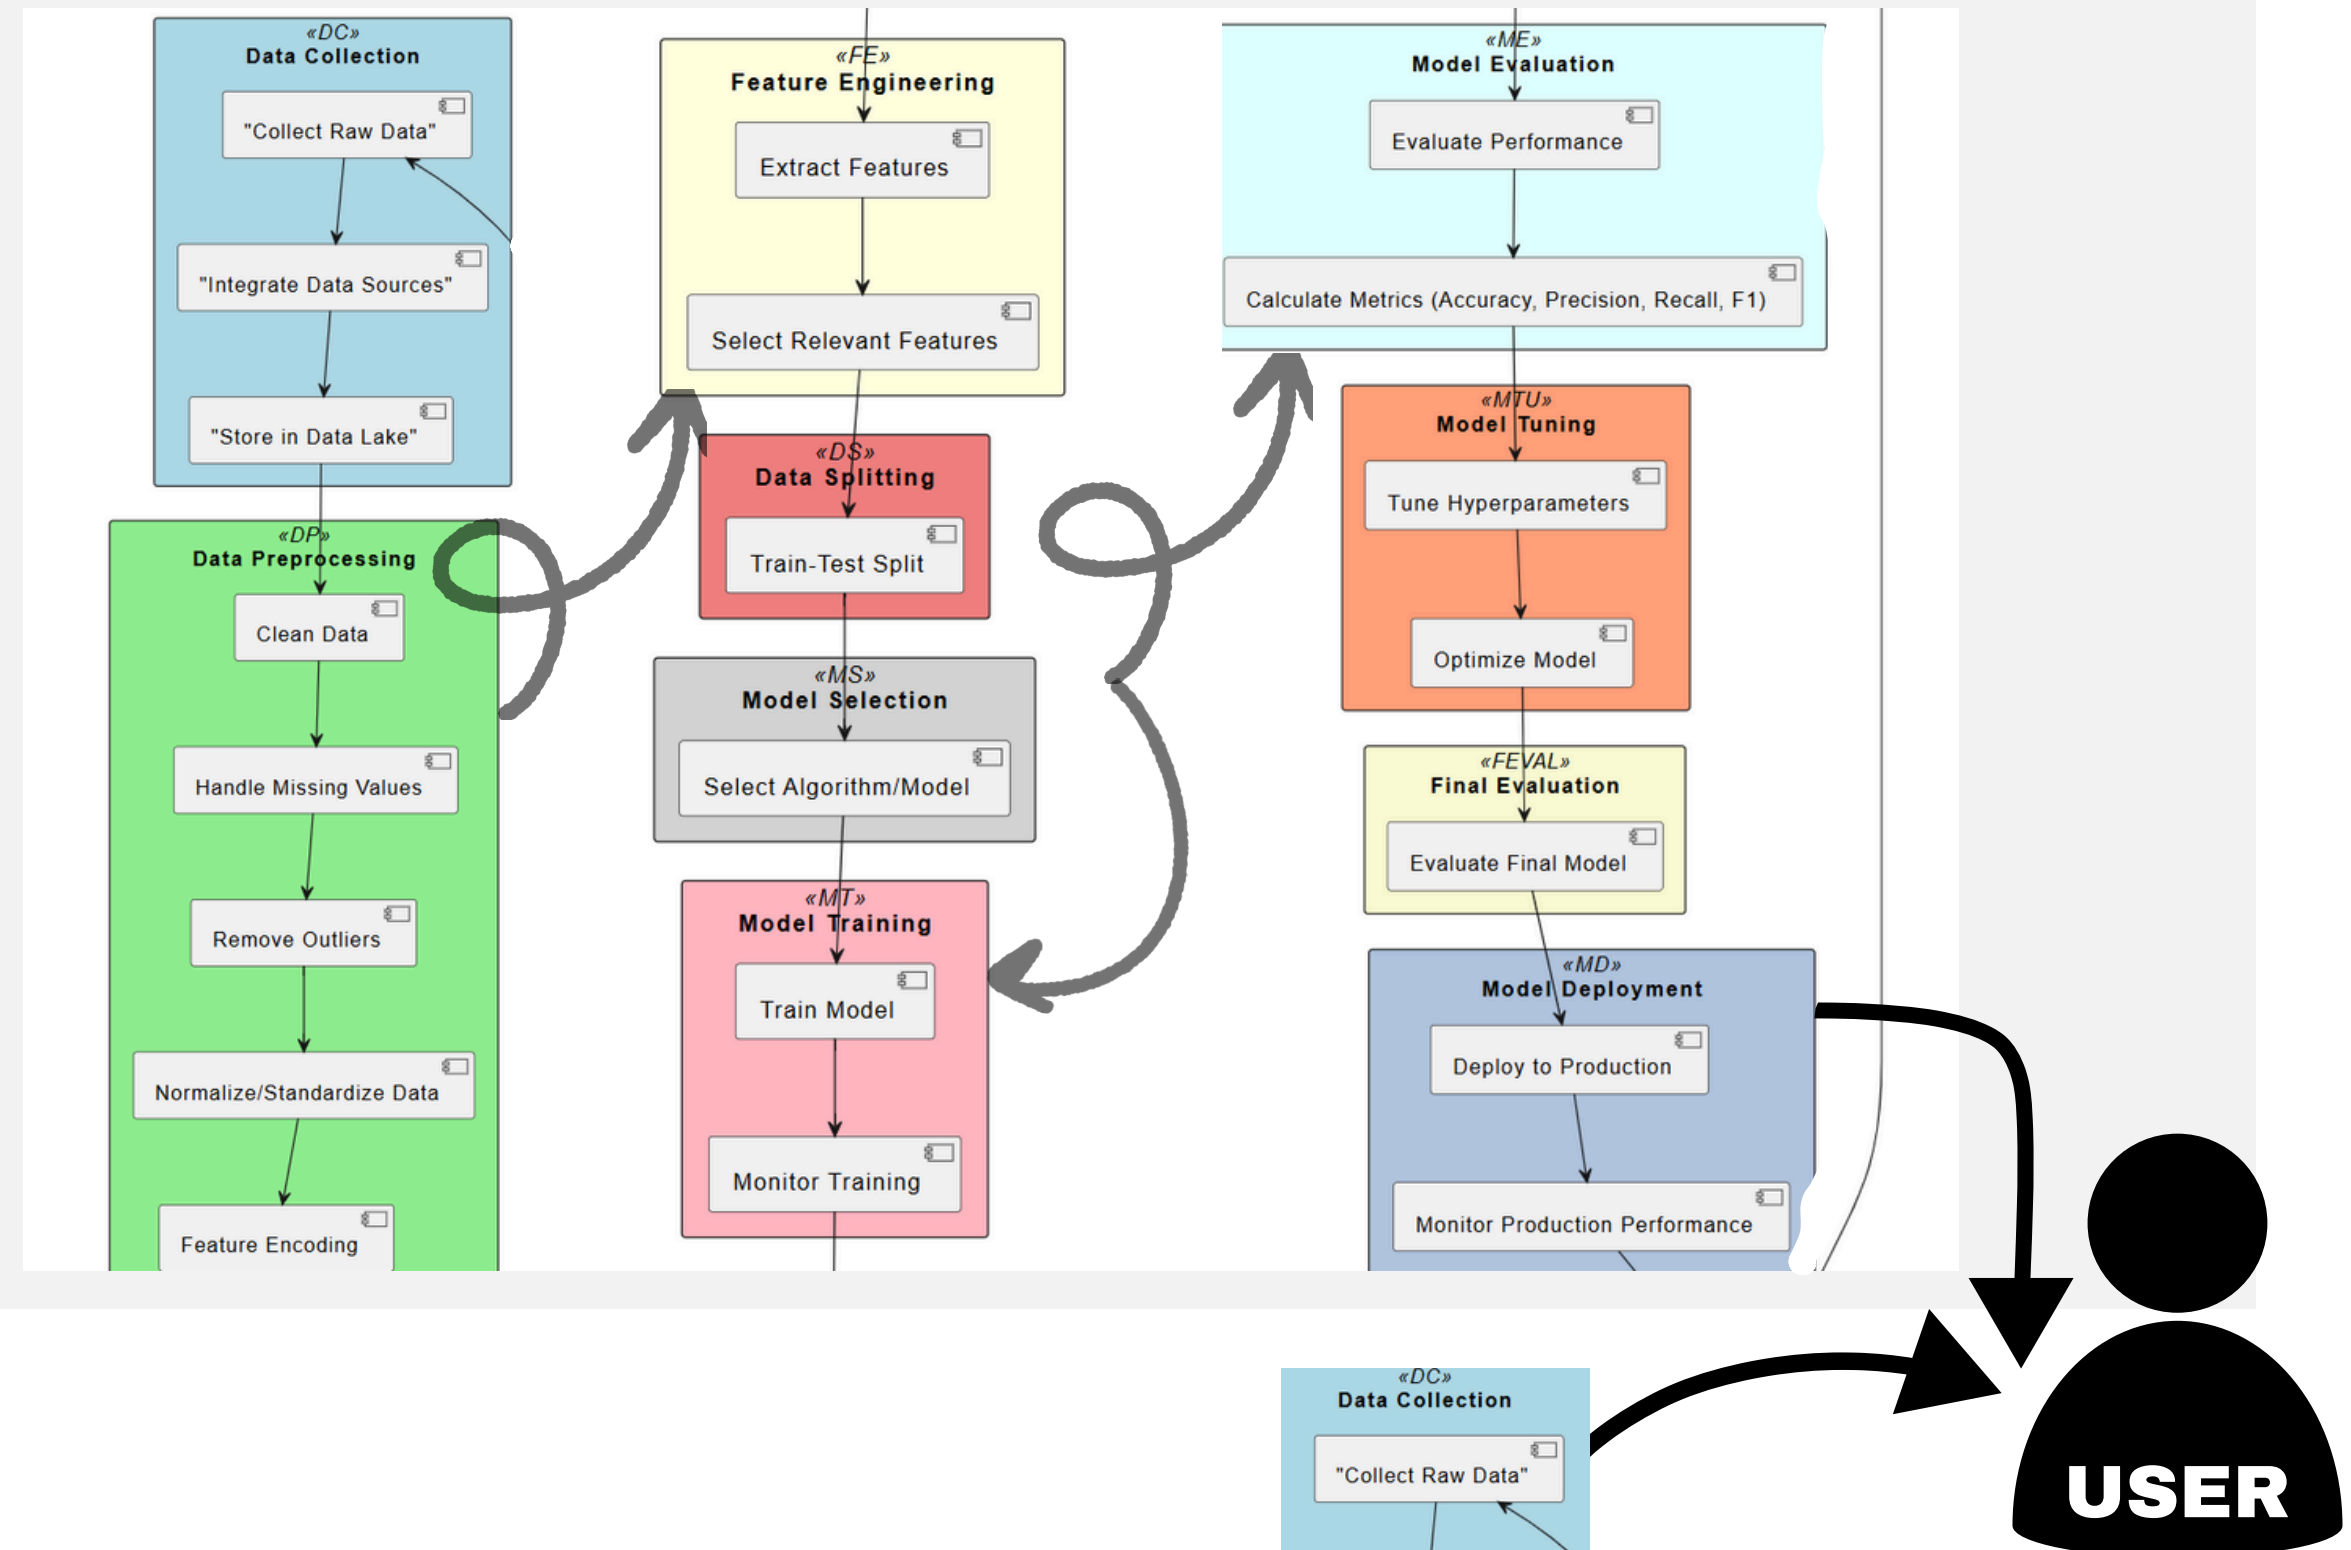 «DC»
Data Collection
"Collect Raw Data"
"Integrate Data Sources"
"Store in Data Lake"
«DP»
Data Preprocessing
Clean Data
Handle Missing Values
Remove Outliers
Normalize/Standardize Data
Feature Encoding
«FE»
Feature Engineering
Extract Features
Select Relevant Features
«DS»
Data Splitting
Train-Test Split
«MS»
Model Selection
Select Algorithm/Model
«MT»
Model Training
Train Model
Monitor Training
«ME»
Model Evaluation
Evaluate Performance
Calculate Metrics (Accuracy, Precision, Recall, F1)
«MTU»
Model Tuning
Tune Hyperparameters
Optimize Model
«FEVAL»
Final Evaluation
Evaluate Final Model
«MD»
Model Deployment
Deploy to Production
Monitor Production Performance
«DC»
Data Collection
"Collect Raw Data"
USER